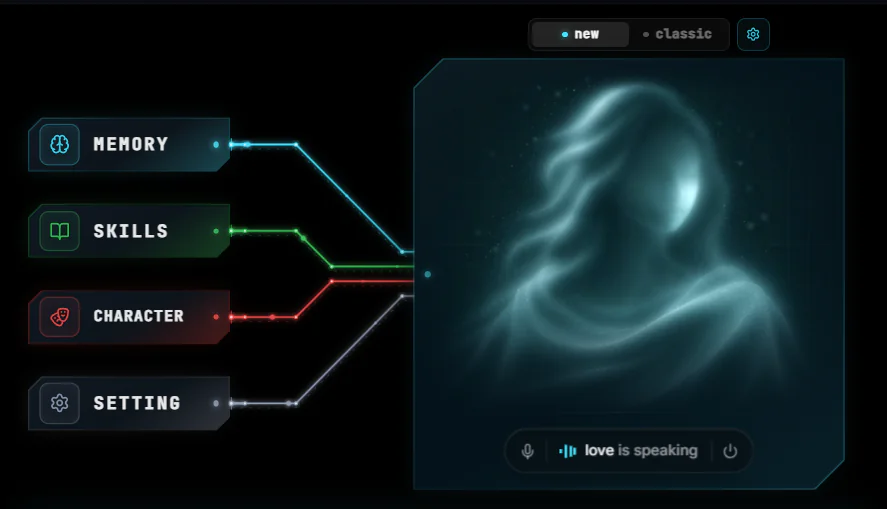 new
classic
MEMORY
SKILLS
CHARACTER
SETTING
love is speaking